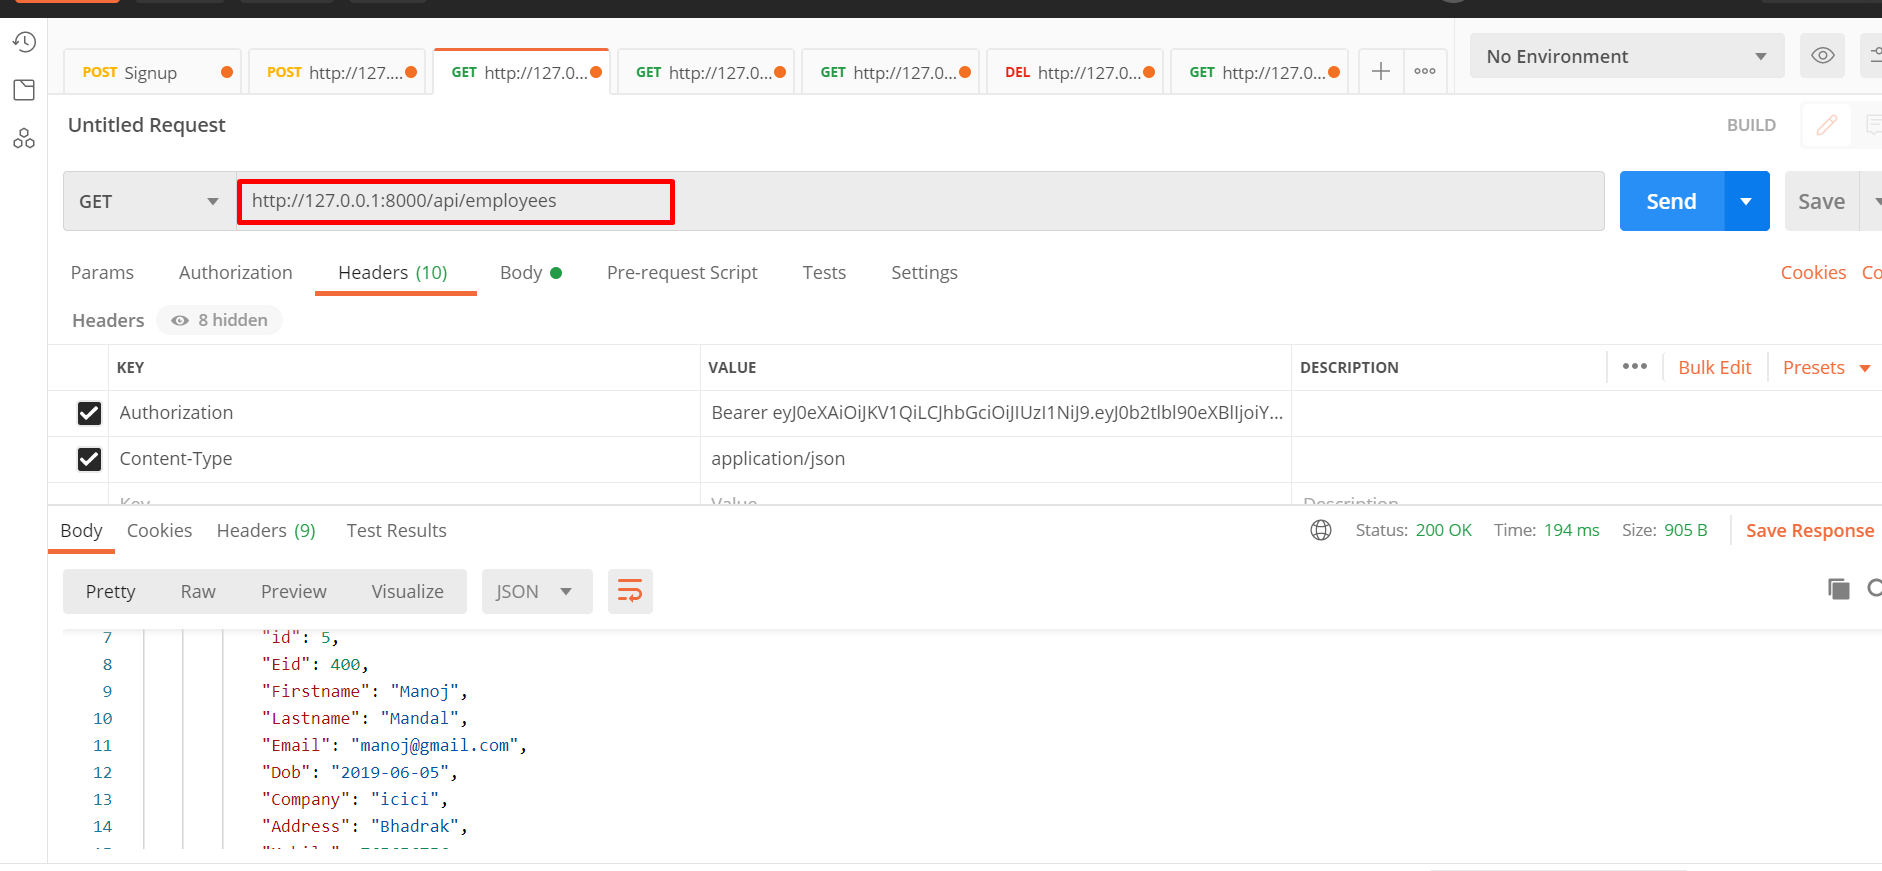 POST Signup POST http://127.... GET http://127.0... GET http://127.0... GET http://127.0... DEL http://127.0... GET http://127.0... No Environment
Untitled Request BUILD
GET http://127.0.0.1:8000/api/employees Send Save
Params Authorization Headers (10) Body Pre-request Script Tests Settings Cookies Co
Headers 8 hidden
KEY VALUE DESCRIPTION Bulk Edit Presets
Authorization Bearer eyJ0eXAiOiJKV1QiLCJhbGciOiJIUzI1NiJ9.eyJ0b2tlbl90eXBlIjoiY...
Content-Type application/json
Key Value Description
Body Cookies Headers (9) Test Results Status: 200 OK Time: 194 ms Size: 905 B Save Response
Pretty Raw Preview Visualize JSON
7 "id": 5,
8 "Eid": 400,
9 "Firstname": "Manoj",
10 "Lastname": "Mandal",
11 "Email": "manoj@gmail.com",
12 "Dob": "2019-06-05",
13 "Company": "icici",
14 "Address": "Bhadrak",